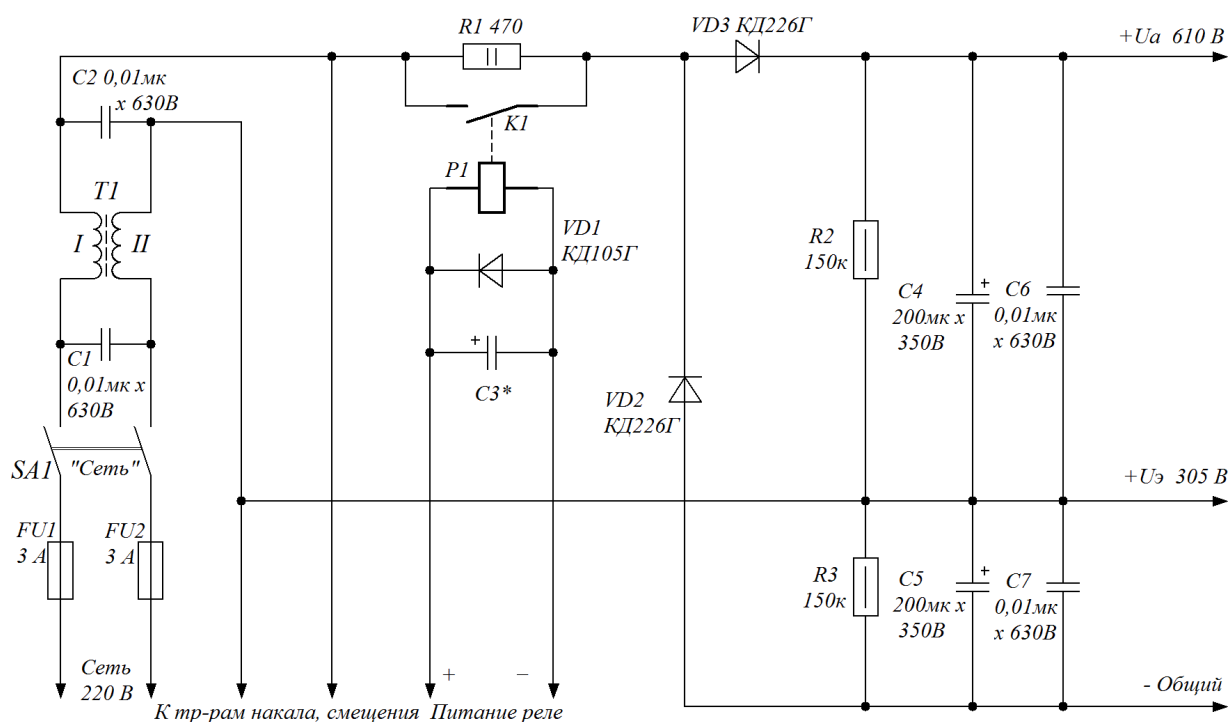 R1 470
VD3 КД226Г
+Uа 610 В
C2 0,01мк
х 630В
K1
P1
T1
I
II
VD1
КД105Г
R2
150к
C4
200мк х
350В
C6
0,01мк
х 630В
C1
0,01мк х
630В
+
+
C3*
VD2
КД226Г
SA1
"Сеть"
+Uэ 305 В
FU1
3 А
FU2
3 А
R3
150к
C5
200мк х
350В
+
C7
0,01мк
х 630В
Сеть
220 В
+
−
- Общий
К тр-рам накала, смещения
Питание реле